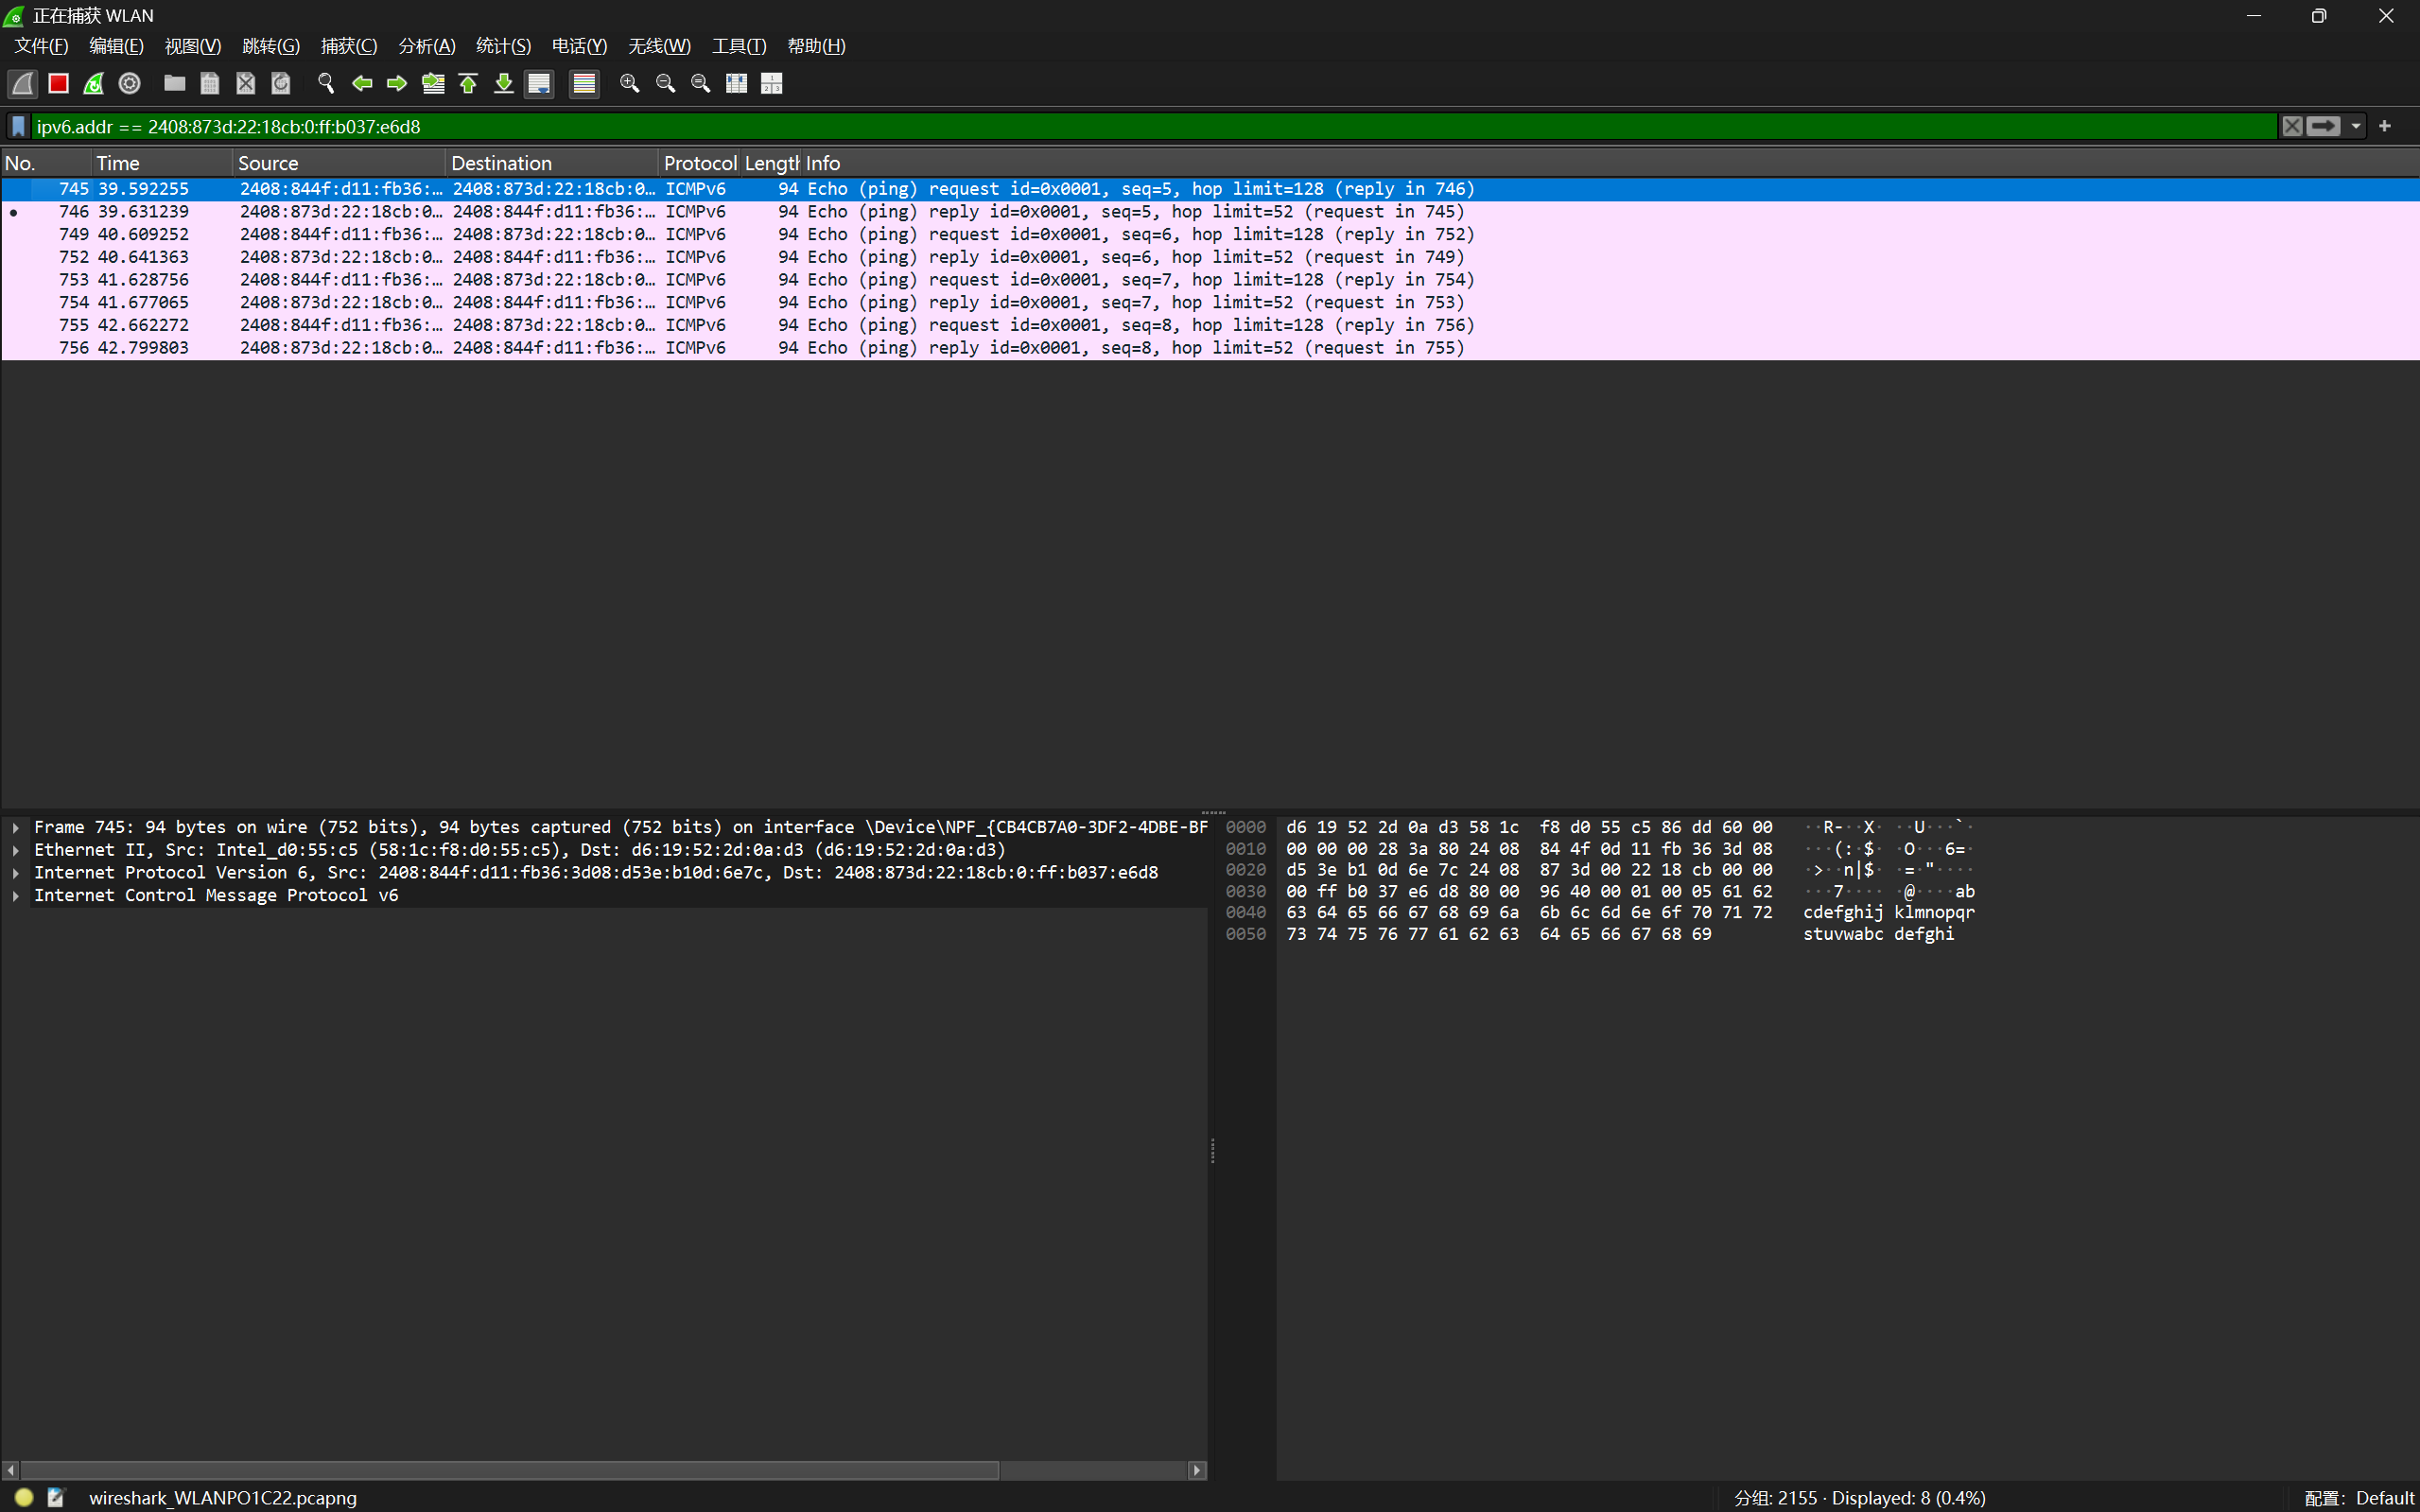 正在捕获 WLAN
文件(F) 编辑(E) 视图(V) 跳转(G) 捕获(C) 分析(A) 统计(S) 电话(Y) 无线(W) 工具(T) 帮助(H)
ipv6.addr == 2408:873d:22:18cb:0:ff:b037:e6d8
No. Time Source Destination Protocol Length Info
745 39.592255 2408:844f:d11:fb36:… 2408:873d:22:18cb:0… ICMPv6 94 Echo (ping) request id=0x0001, seq=5, hop limit=128 (reply in 746)
746 39.631239 2408:873d:22:18cb:0… 2408:844f:d11:fb36:… ICMPv6 94 Echo (ping) reply id=0x0001, seq=5, hop limit=52 (request in 745)
749 40.609252 2408:844f:d11:fb36:… 2408:873d:22:18cb:0… ICMPv6 94 Echo (ping) request id=0x0001, seq=6, hop limit=128 (reply in 752)
752 40.641363 2408:873d:22:18cb:0… 2408:844f:d11:fb36:… ICMPv6 94 Echo (ping) reply id=0x0001, seq=6, hop limit=52 (request in 749)
753 41.628756 2408:844f:d11:fb36:… 2408:873d:22:18cb:0… ICMPv6 94 Echo (ping) request id=0x0001, seq=7, hop limit=128 (reply in 754)
754 41.677065 2408:873d:22:18cb:0… 2408:844f:d11:fb36:… ICMPv6 94 Echo (ping) reply id=0x0001, seq=7, hop limit=52 (request in 753)
755 42.662272 2408:844f:d11:fb36:… 2408:873d:22:18cb:0… ICMPv6 94 Echo (ping) request id=0x0001, seq=8, hop limit=128 (reply in 756)
756 42.799803 2408:873d:22:18cb:0… 2408:844f:d11:fb36:… ICMPv6 94 Echo (ping) reply id=0x0001, seq=8, hop limit=52 (request in 755)
Frame 745: 94 bytes on wire (752 bits), 94 bytes captured (752 bits) on interface \Device\NPF_{CB4CB7A0-3DF2-4DBE-BF
Ethernet II, Src: Intel_d0:55:c5 (58:1c:f8:d0:55:c5), Dst: d6:19:52:2d:0a:d3 (d6:19:52:2d:0a:d3)
Internet Protocol Version 6, Src: 2408:844f:d11:fb36:3d08:d53e:b10d:6e7c, Dst: 2408:873d:22:18cb:0:ff:b037:e6d8
Internet Control Message Protocol v6
0000 d6 19 52 2d 0a d3 58 1c f8 d0 55 c5 86 dd 60 00 ··R-··X· ··U···`·
0010 00 00 00 28 3a 80 24 08 84 4f 0d 11 fb 36 3d 08 ···(:·$· ·O···6=·
0020 d5 3e b1 0d 6e 7c 24 08 87 3d 00 22 18 cb 00 00 ·>··n|$· ·=·"····
0030 00 ff b0 37 e6 d8 80 00 96 40 00 01 00 05 61 62 ···7···· ·@····ab
0040 63 64 65 66 67 68 69 6a 6b 6c 6d 6e 6f 70 71 72 cdefghij klmnopqr
0050 73 74 75 76 77 61 62 63 64 65 66 67 68 69 stuvwabc defghi
wireshark_WLANPO1C22.pcapng 分组: 2155 · Displayed: 8 (0.4%) 配置: Default